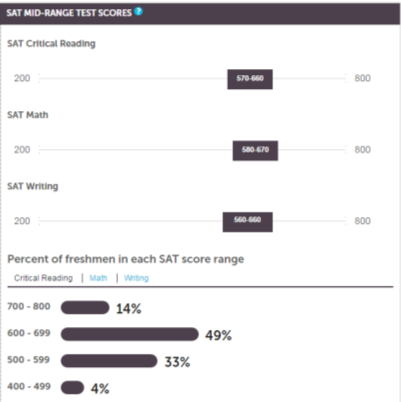 SAT MID-RANGE TEST SCORES ?
SAT Critical Reading
200 570-660 800
SAT Math
200 580-670 800
SAT Writing
200 560-660 800
Percent of freshmen in each SAT score range
Critical Reading | Math | Writing
700 - 800 14%
600 - 699 49%
500 - 599 33%
400 - 499 4%